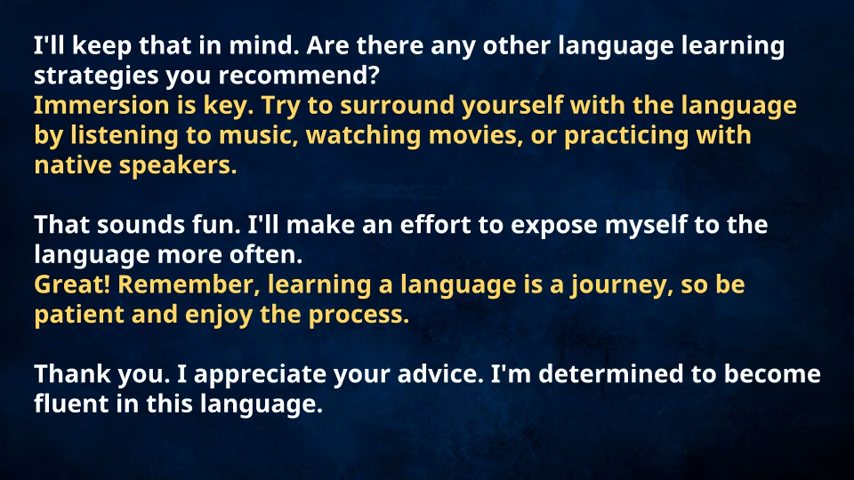 I'll keep that in mind. Are there any other language learning
strategies you recommend?
Immersion is key. Try to surround yourself with the language
by listening to music, watching movies, or practicing with
native speakers.
That sounds fun. I'll make an effort to expose myself to the
language more often.
Great! Remember, learning a language is a journey, so be
patient and enjoy the process.
Thank you. I appreciate your advice. I'm determined to become
fluent in this language.